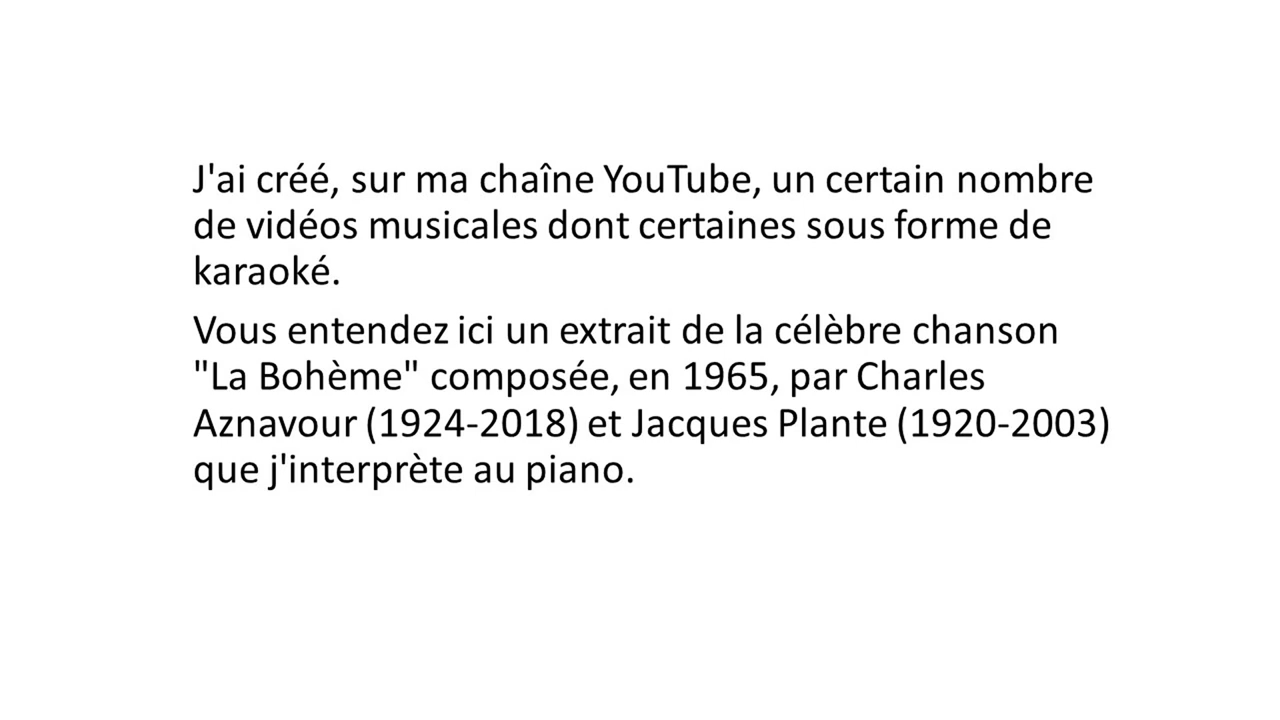 J'ai créé, sur ma chaîne YouTube, un certain nombre
de vidéos musicales dont certaines sous forme de
karaoké.
Vous entendez ici un extrait de la célèbre chanson
"La Bohème" composée, en 1965, par Charles
Aznavour (1924-2018) et Jacques Plante (1920-2003)
que j'interprète au piano.